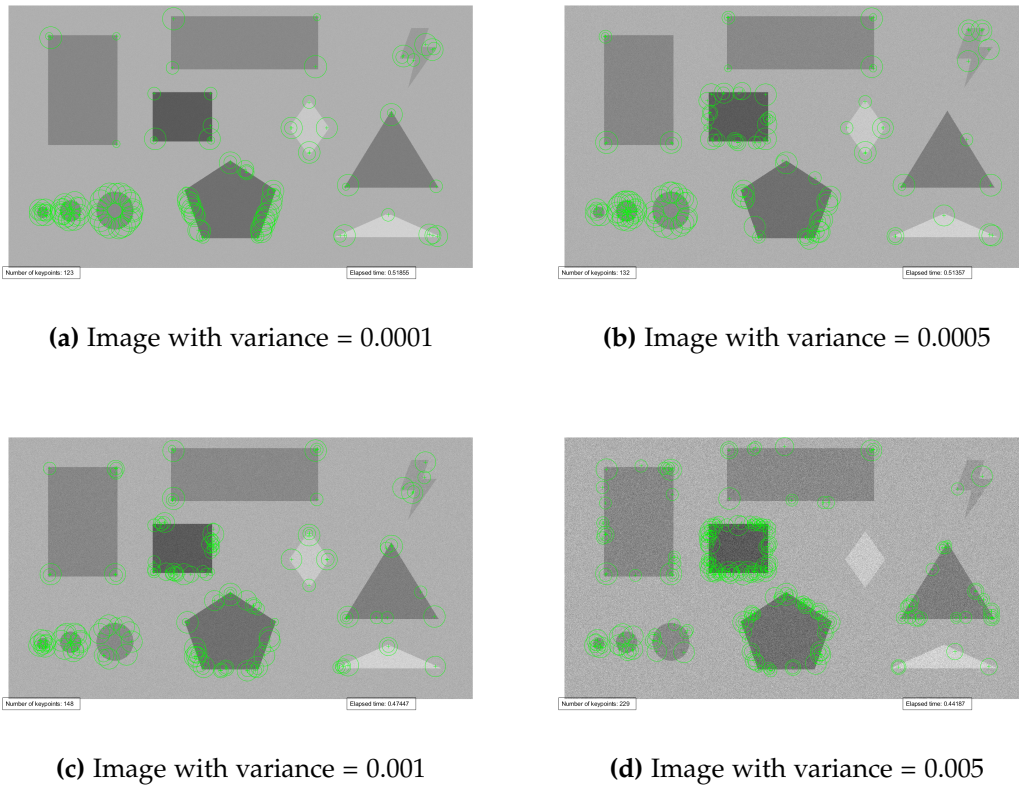 Number of keypoints: 123
Elapsed time: 0.51855
Number of keypoints: 132
Elapsed time: 0.51357
(a) Image with variance = 0.0001
(b) Image with variance = 0.0005
Number of keypoints: 148
Elapsed time: 0.47447
Number of keypoints: 229
Elapsed time: 0.44187
(c) Image with variance = 0.001
(d) Image with variance = 0.005